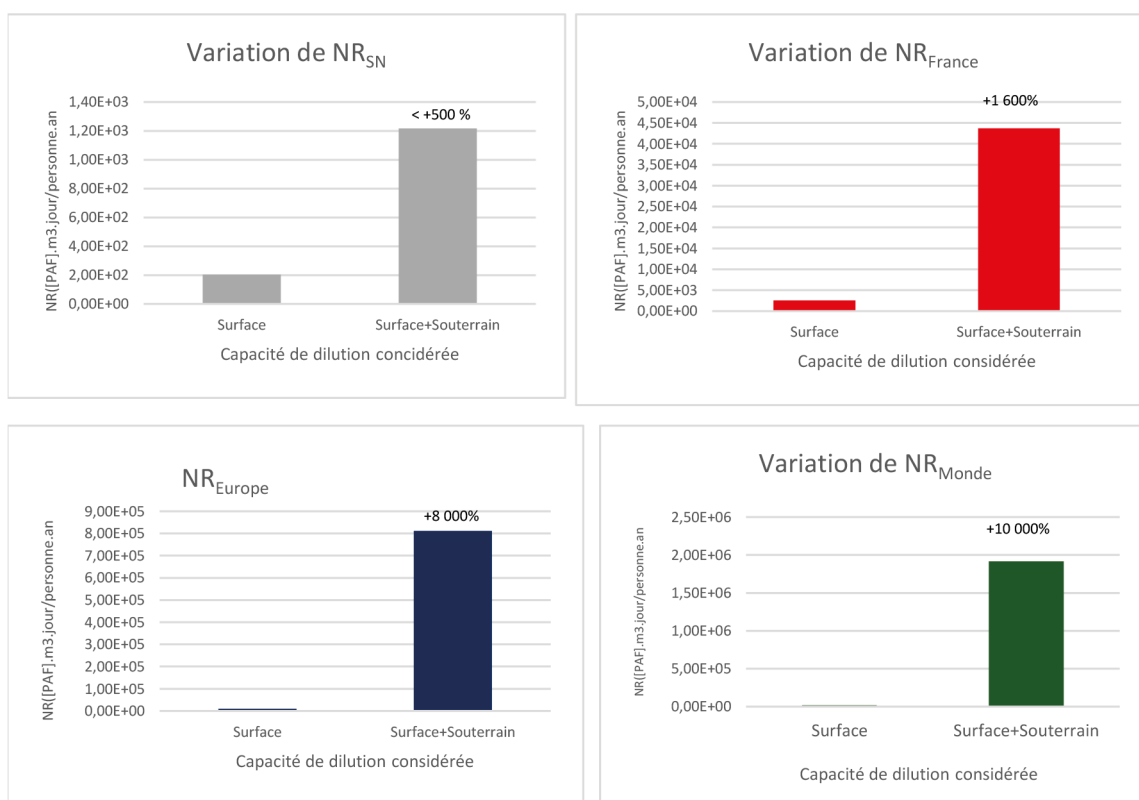 Variation de NRSN
NR([PAF].m3.jour/personne.an
1,40E+03
1,20E+03
1,00E+03
8,00E+02
6,00E+02
4,00E+02
2,00E+02
0,00E+00
< +500 %
Surface
Surface+Souterrain
Capacité de dilution concidérée
Variation de NRFrance
NR([PAF].m3.jour/personne.an
5,00E+04
4,50E+04
4,00E+04
3,50E+04
3,00E+04
2,50E+04
2,00E+04
1,50E+04
1,00E+04
5,00E+03
0,00E+00
+1 600%
Surface
Surface+Souterrain
Capacité de dilution considérée
NREurope
NR([PAF].m3.jour/personne.an
9,00E+05
8,00E+05
7,00E+05
6,00E+05
5,00E+05
4,00E+05
3,00E+05
2,00E+05
1,00E+05
0,00E+00
+8 000%
Surface
Surface+Souterrain
Capacité de dilution considérée
Variation de NRMonde
NR([PAF].m3.jour/personne.an
2,50E+06
2,00E+06
1,50E+06
1,00E+06
5,00E+05
0,00E+00
+10 000%
Surface
Surface+Souterrain
Capacité de dilution considérée